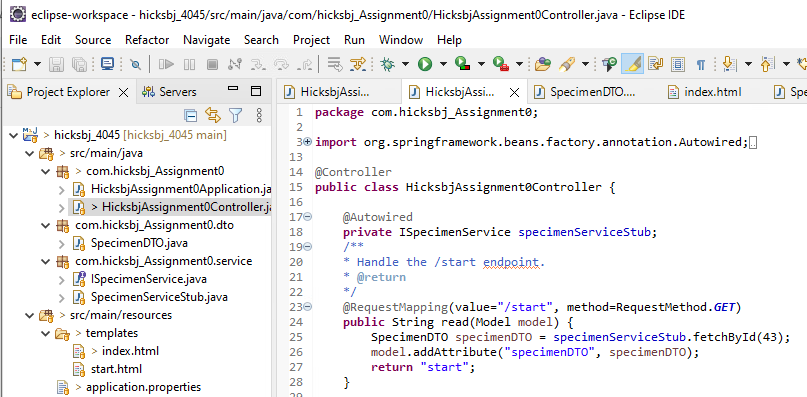 eclipse-workspace - hicksbj_4045/src/main/java/com/hicksbj_Assignment0/HicksbjAssignment0Controller.java - Eclipse IDE
File Edit Source Refactor Navigate Search Project Run Window Help
Project Explorer Servers
HicksbjAssi... HicksbjAssi... SpecimenDTO.... index.html Spe
hicksbj_4045 [hicksbj_4045 main]
> src/main/java
> com.hicksbj_Assignment0
HicksbjAssignment0Application.ja
> HicksbjAssignment0Controller.ja
com.hicksbj_Assignment0.dto
SpecimenDTO.java
com.hicksbj_Assignment0.service
ISpecimenService.java
SpecimenServiceStub.java
> src/main/resources
> templates
> index.html
start.html
> application.properties
1 package com.hicksbj_Assignment0;
2
3 import org.springframework.beans.factory.annotation.Autowired;
13
14 @Controller
15 public class HicksbjAssignment0Controller {
16
17 @Autowired
18 private ISpecimenService specimenServiceStub;
19 /**
20 * Handle the /start endpoint.
21 * @return
22 */
23 @RequestMapping(value="/start", method=RequestMethod.GET)
24 public String read(Model model) {
25 SpecimenDTO specimenDTO = specimenServiceStub.fetchById(43);
26 model.addAttribute("specimenDTO", specimenDTO);
27 return "start";
28 }